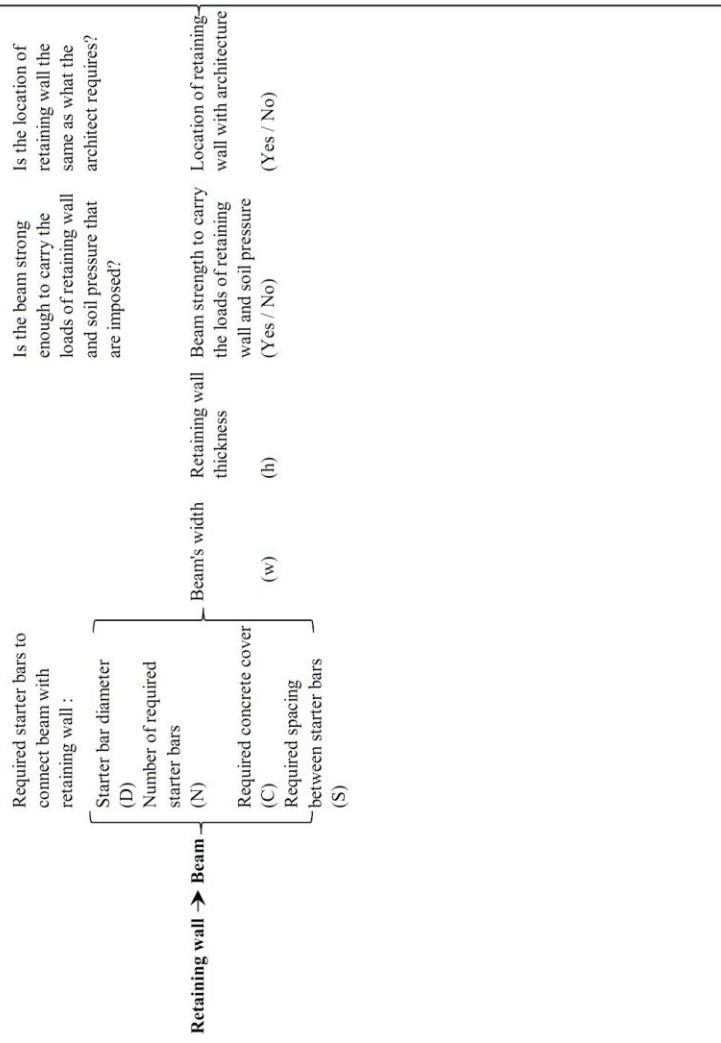 Required starter bars to
connect beam with
retaining wall :
Is the beam strong
enough to carry the
loads of retaining wall
and soil pressure that
are imposed?
Is the location of
retaining wall the
same as what the
architect requires?
Retaining wall → Beam
Starter bar diameter
(D)
Number of required
starter bars
(N)
Required concrete cover
(C)
Required spacing
between starter bars
(S)
Beam's width
(w)
Retaining wall
thickness
(h)
Beam strength to carry
the loads of retaining
wall and soil pressure
(Yes / No)
Location of retaining
wall with architecture
(Yes / No)